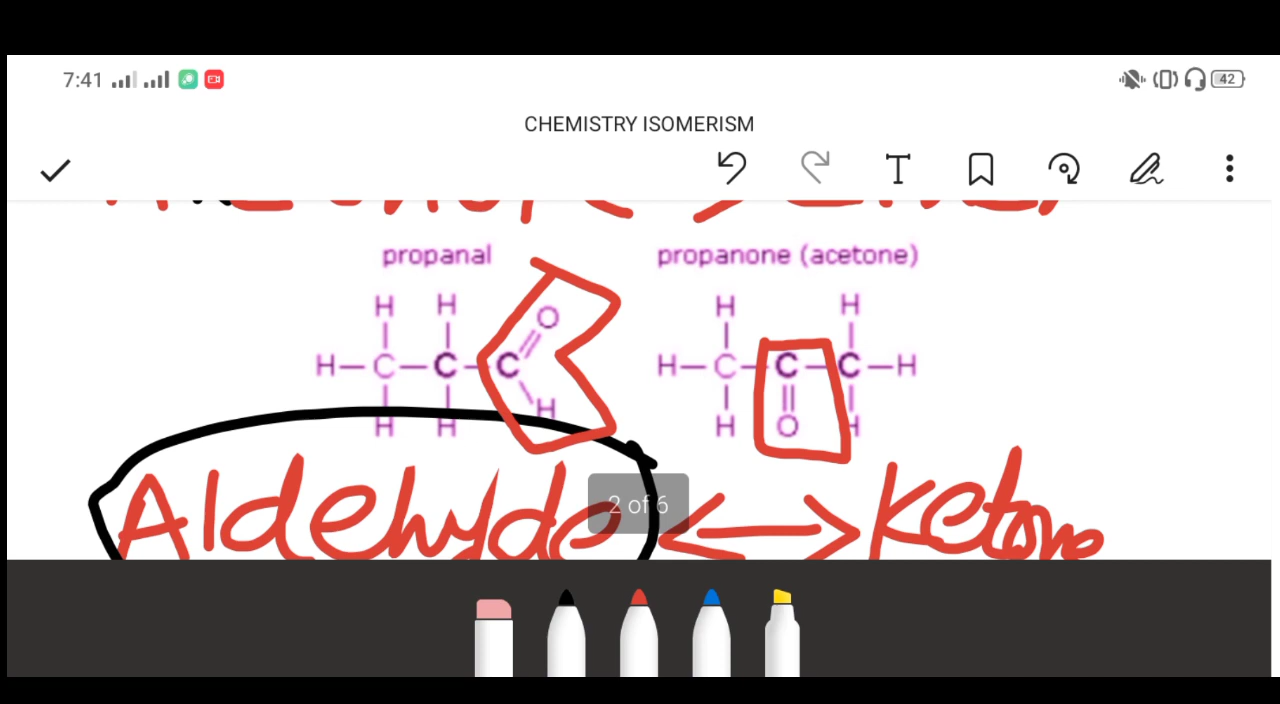 7:41 42
CHEMISTRY ISOMERISM
T
propanal propanone (acetone)
H H O H H
H—C—C—C H—C—C—C—H
H H H H O H
Aldehyde <—> Ketone
2 of 6